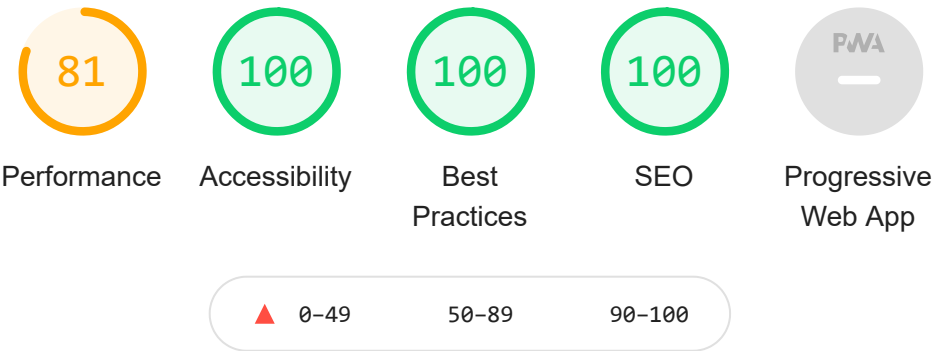 81
100
100
100
PWA
Performance
Accessibility
Best
Practices
SEO
Progressive
Web App
0–49
50–89
90–100